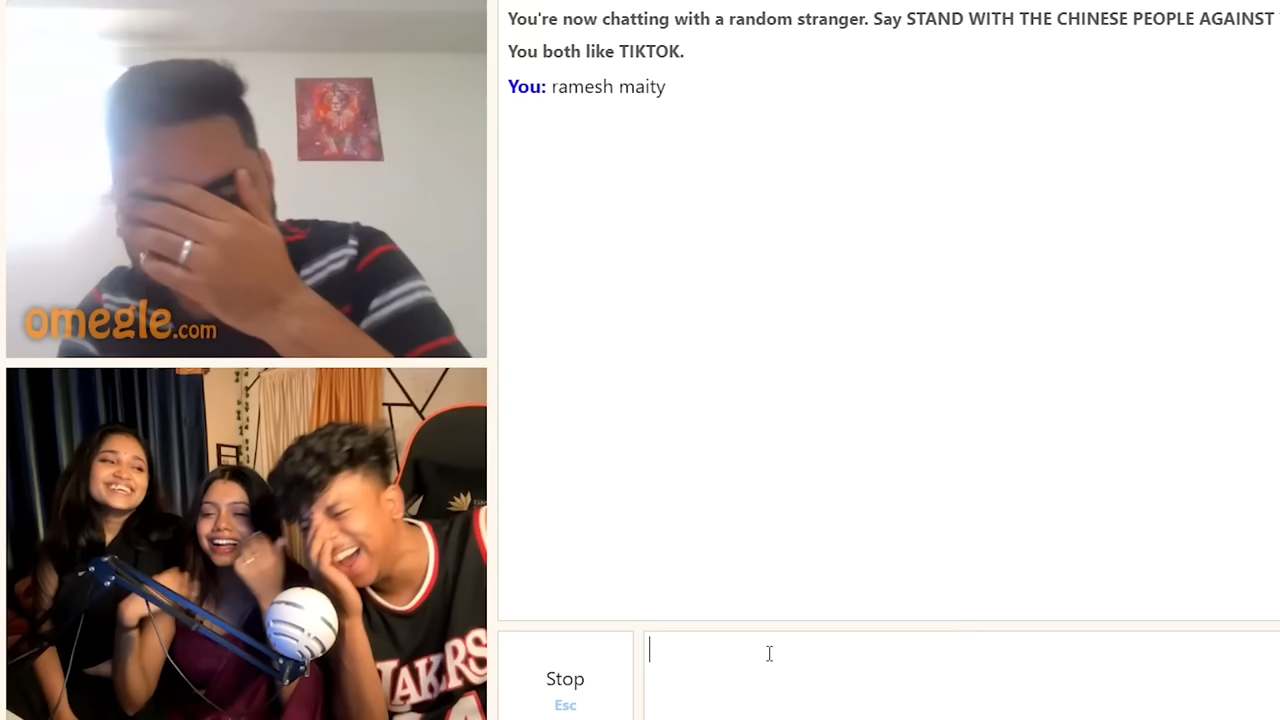 You're now chatting with a random stranger. Say STAND WITH THE CHINESE PEOPLE AGAINST
You both like TIKTOK.
You: ramesh maity
omegle.com
LAKERS
Stop
Esc